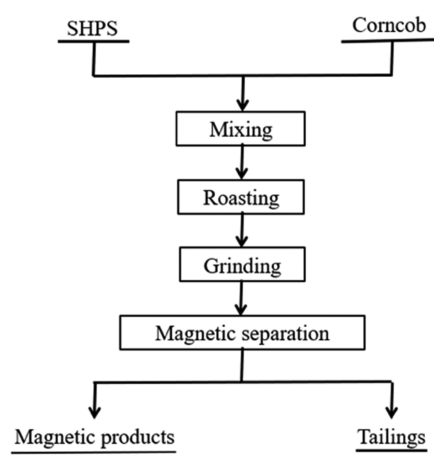 SHPS
Corncob
Mixing
Roasting
Grinding
Magnetic separation
Magnetic products
Tailings